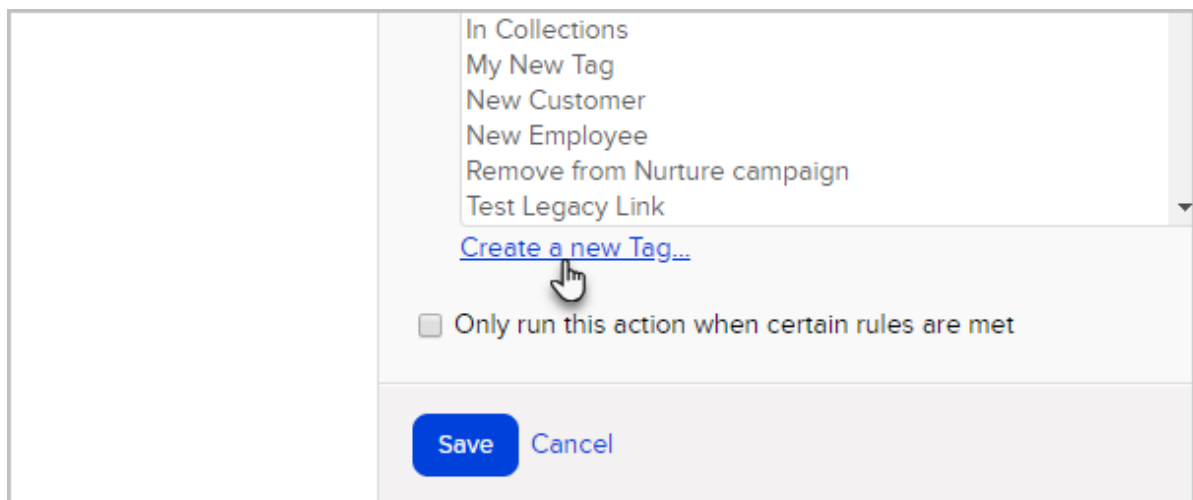 In Collections
My New Tag
New Customer
New Employee
Remove from Nurture campaign
Test Legacy Link
Create a new Tag...
Only run this action when certain rules are met
Save Cancel